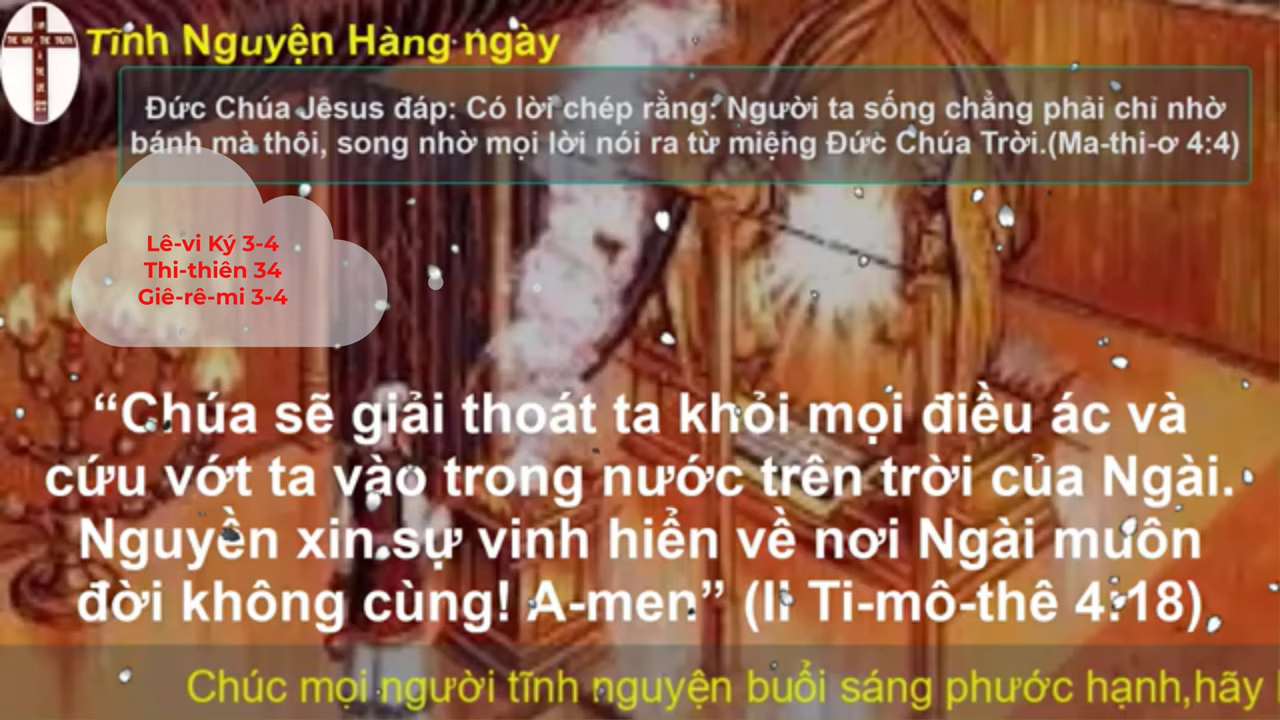 THE WAY THE TRUTH
Tĩnh Nguyện Hàng ngày
Đức Chúa Jêsus đáp: Có lời chép rằng: Người ta sống chẳng phải chỉ nhờ
bánh mà thôi, song nhờ mọi lời nói ra từ miệng Đức Chúa Trời.(Ma-thi-ơ 4:4)
Lê-vi Ký 3-4
Thi-thiên 34
Giê-rê-mi 3-4
“Chúa sẽ giải thoát ta khỏi mọi điều ác và
cứu vớt ta vào trong nước trên trời của Ngài.
Nguyền xin sự vinh hiển về nơi Ngài muôn
đời không cùng! A-men” (Ii Ti-mô-thê 4:18)
Chúc mọi người tĩnh nguyện buổi sáng phước hạnh,hãy